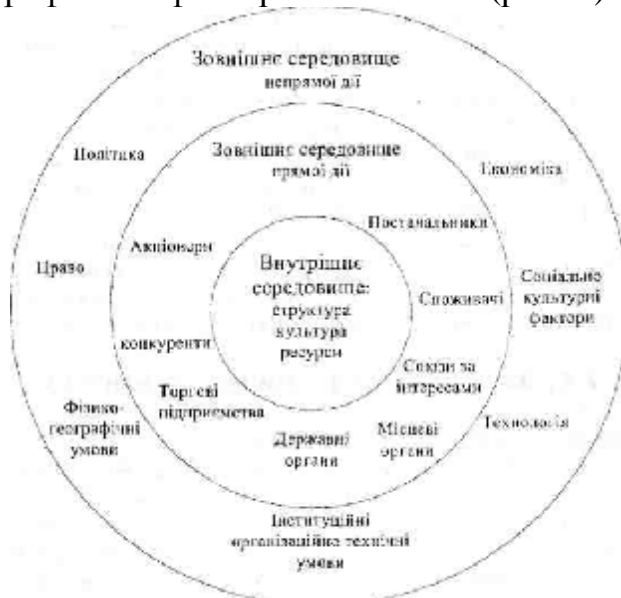 Зовнішнє середовище
непрямої дії
Політика
Зовнішнє середовище
прямої дії
Економіка
Постачальники
Акціонери
Право
Внутрішнє
середовище:
структура
культура
ресурси
Споживачі
Соціально
культурні
фактори
конкуренти
Союзи за
інтересами
Торгеві
підприєметва
Фізико-
географічні
умови
Державні
органи
Місцеві
органи
Технологія
Інституційні
організаційно технічні
умови